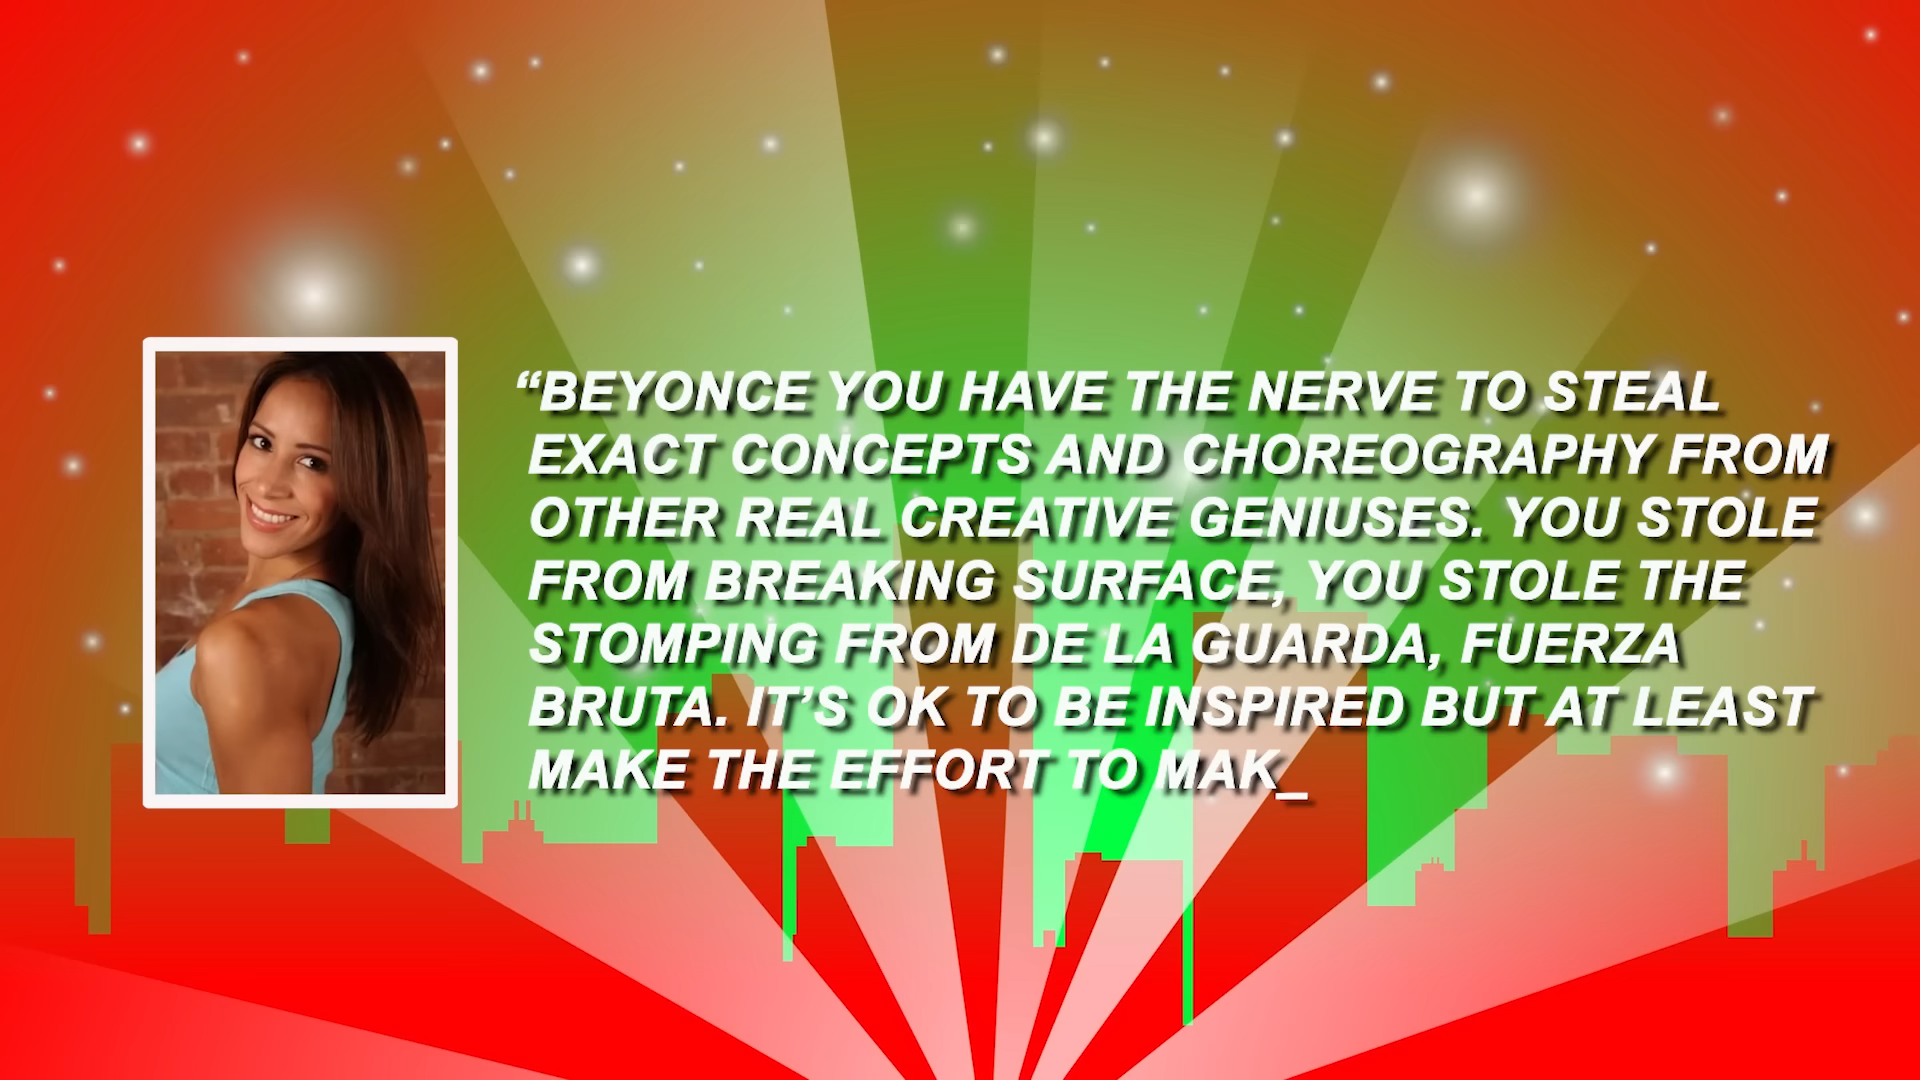 “BEYONCE YOU HAVE THE NERVE TO STEAL
EXACT CONCEPTS AND CHOREOGRAPHY FROM
OTHER REAL CREATIVE GENIUSES. YOU STOLE
FROM BREAKING SURFACE, YOU STOLE THE
STOMPING FROM DE LA GUARDA, FUERZA
BRUTA. IT’S OK TO BE INSPIRED BUT AT LEAST
MAKE THE EFFORT TO MAK_